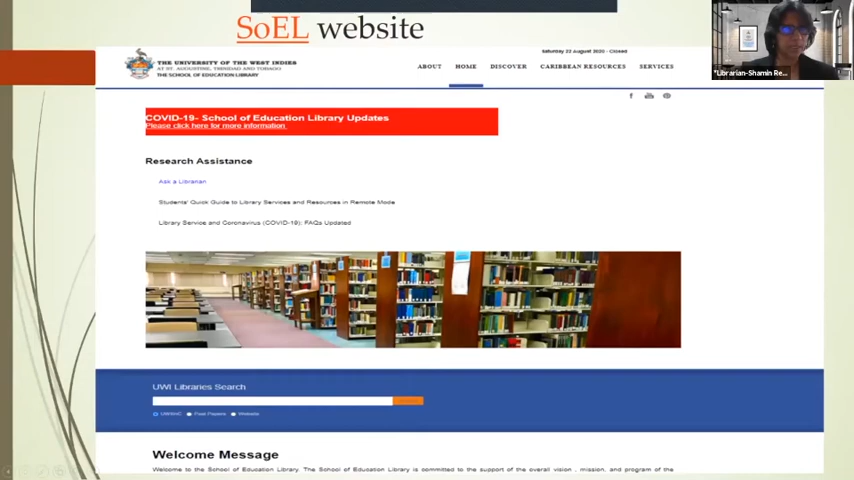 SoEL website
THE UNIVERSITY OF THE WEST INDIES
AT ST. AUGUSTINE, TRINIDAD AND TOBAGO
THE SCHOOL OF EDUCATION LIBRARY
Saturday 22 August 2020 - Closed
ABOUT HOME DISCOVER CARIBBEAN RESOURCES SERVICES
*Librarian-Shamin Re...
COVID-19- School of Education Library Updates
Please click here for more information.
Research Assistance
Ask a Librarian
Students' Quick Guide to Library Services and Resources in Remote Mode
Library Service and Coronavirus (COVID-19): FAQs Updated
UWI Libraries Search
UWIlinC Past Papers Website
Welcome Message
Welcome to the School of Education Library. The School of Education Library is committed to the support of the overall vision , mission, and program of the